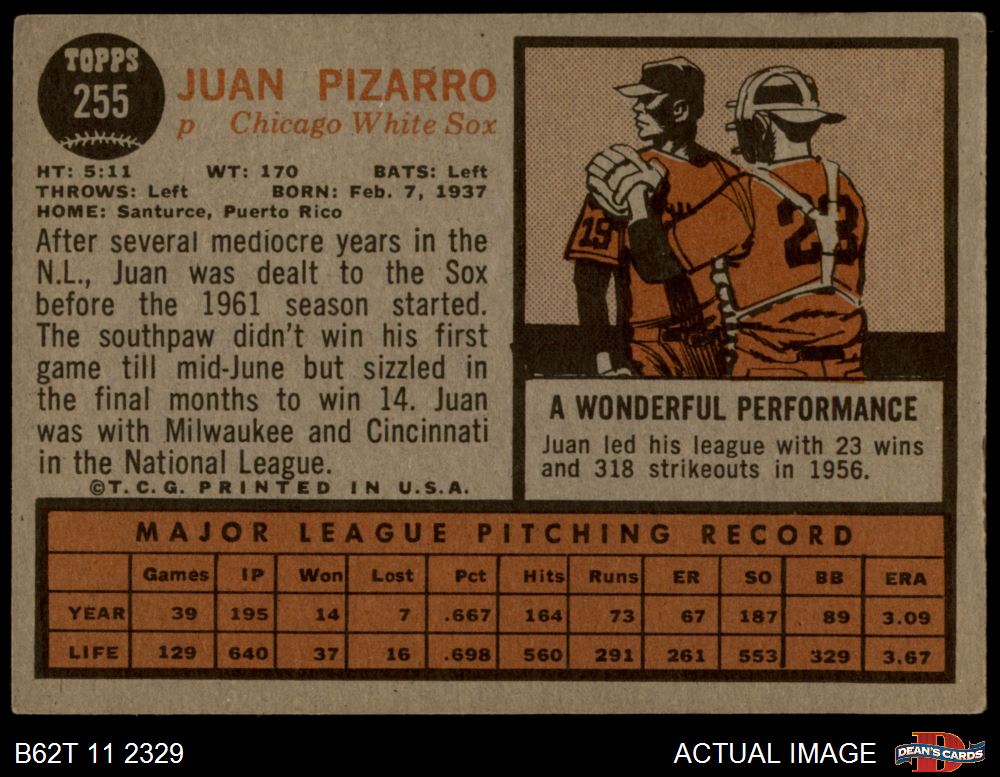 TOPPS
255
JUAN PIZARRO
p Chicago White Sox
HT: 5:11 WT: 170 BATS: Left
THROWS: Left BORN: Feb. 7, 1937
HOME: Santurce, Puerto Rico
After several mediocre years in the
N.L., Juan was dealt to the Sox
before the 1961 season started.
The southpaw didn't win his first
game till mid-June but sizzled in
the final months to win 14. Juan
was with Milwaukee and Cincinnati
in the National League.
©T.C.G. PRINTED IN U.S.A.
19
23
A WONDERFUL PERFORMANCE
Juan led his league with 23 wins
and 318 strikeouts in 1956.
MAJOR LEAGUE PITCHING RECORD
Games IP Won Lost Pct Hits Runs ER SO BB ERA
YEAR 39 195 14 7 .667 164 73 67 187 89 3.09
LIFE 129 640 37 16 .698 560 291 261 553 329 3.67
B62T 11 2329
ACTUAL IMAGE
D
DEAN'S CARDS